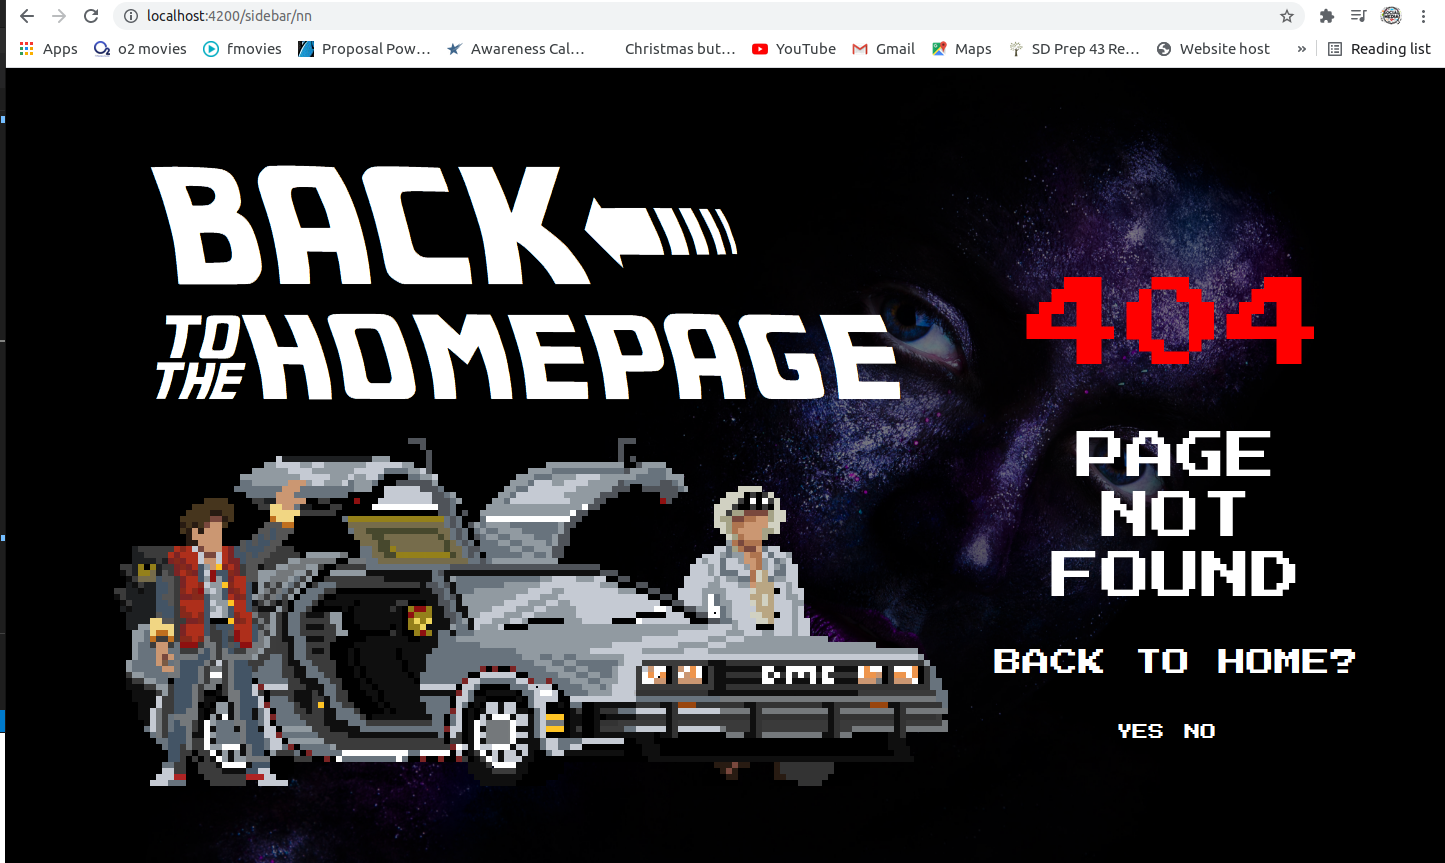 localhost:4200/sidebar/nn
Apps o2 movies fmovies Proposal Pow… Awareness Cal… Christmas but… YouTube Gmail Maps SD Prep 43 Re… Website host » Reading list
BACK
TO THE HOMEPAGE
404
PAGE
NOT
FOUND
BACK TO HOME?
YES NO
DMC